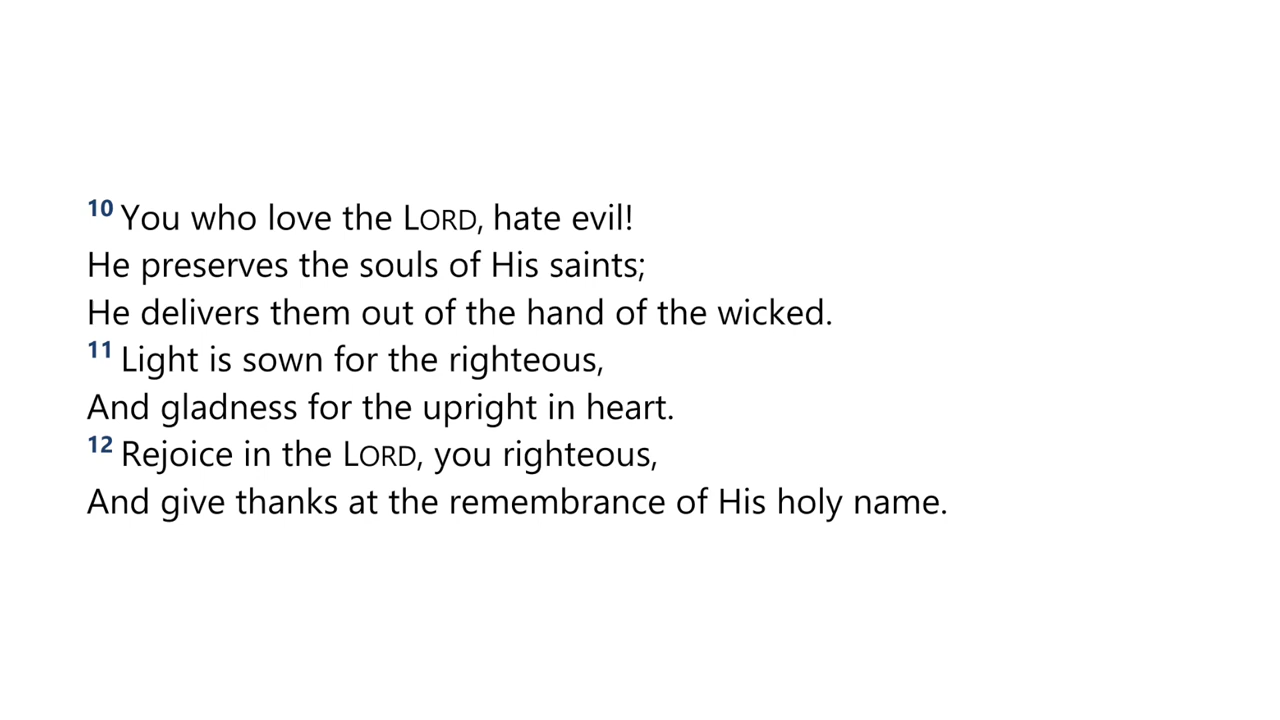 10 You who love the LORD, hate evil!
He preserves the souls of His saints;
He delivers them out of the hand of the wicked.
11 Light is sown for the righteous,
And gladness for the upright in heart.
12 Rejoice in the LORD, you righteous,
And give thanks at the remembrance of His holy name.